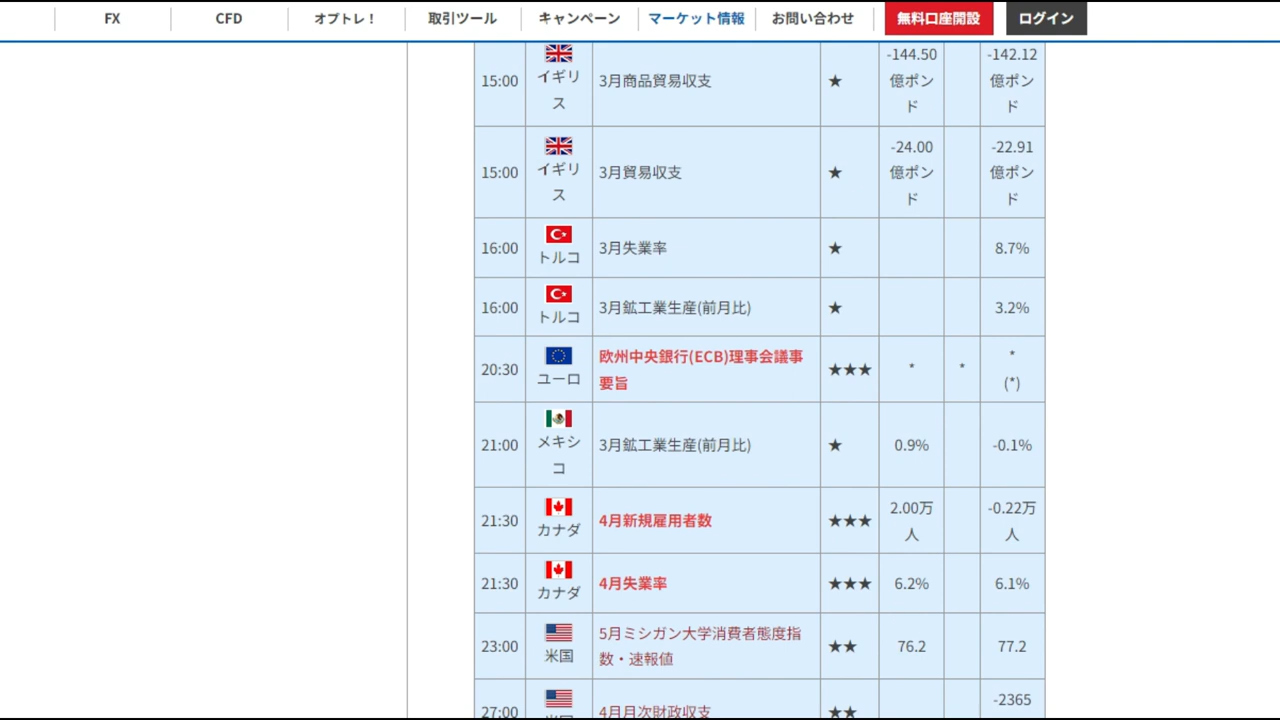 FX
CFD
オプトレ！
取引ツール
キャンペーン
マーケット情報
お問い合わせ
無料口座開設
ログイン
15:00
イギリ
ス
3月商品貿易収支
★
-144.50
億ポン
ド
-142.12
億ポン
ド
15:00
イギリ
ス
3月貿易収支
★
-24.00
億ポン
ド
-22.91
億ポン
ド
16:00
トルコ
3月失業率
★
8.7%
16:00
トルコ
3月鉱工業生産(前月比)
★
3.2%
20:30
ユーロ
欧州中央銀行(ECB)理事会議事
要旨
★★★
*
*
*
(*)
21:00
メキシ
コ
3月鉱工業生産(前月比)
★
0.9%
-0.1%
21:30
カナダ
4月新規雇用者数
★★★
2.00万
人
-0.22万
人
21:30
カナダ
4月失業率
★★★
6.2%
6.1%
23:00
米国
5月ミシガン大学消費者態度指
数・速報値
★★
76.2
77.2
27:00
4月月次財政収支
★★
-2365